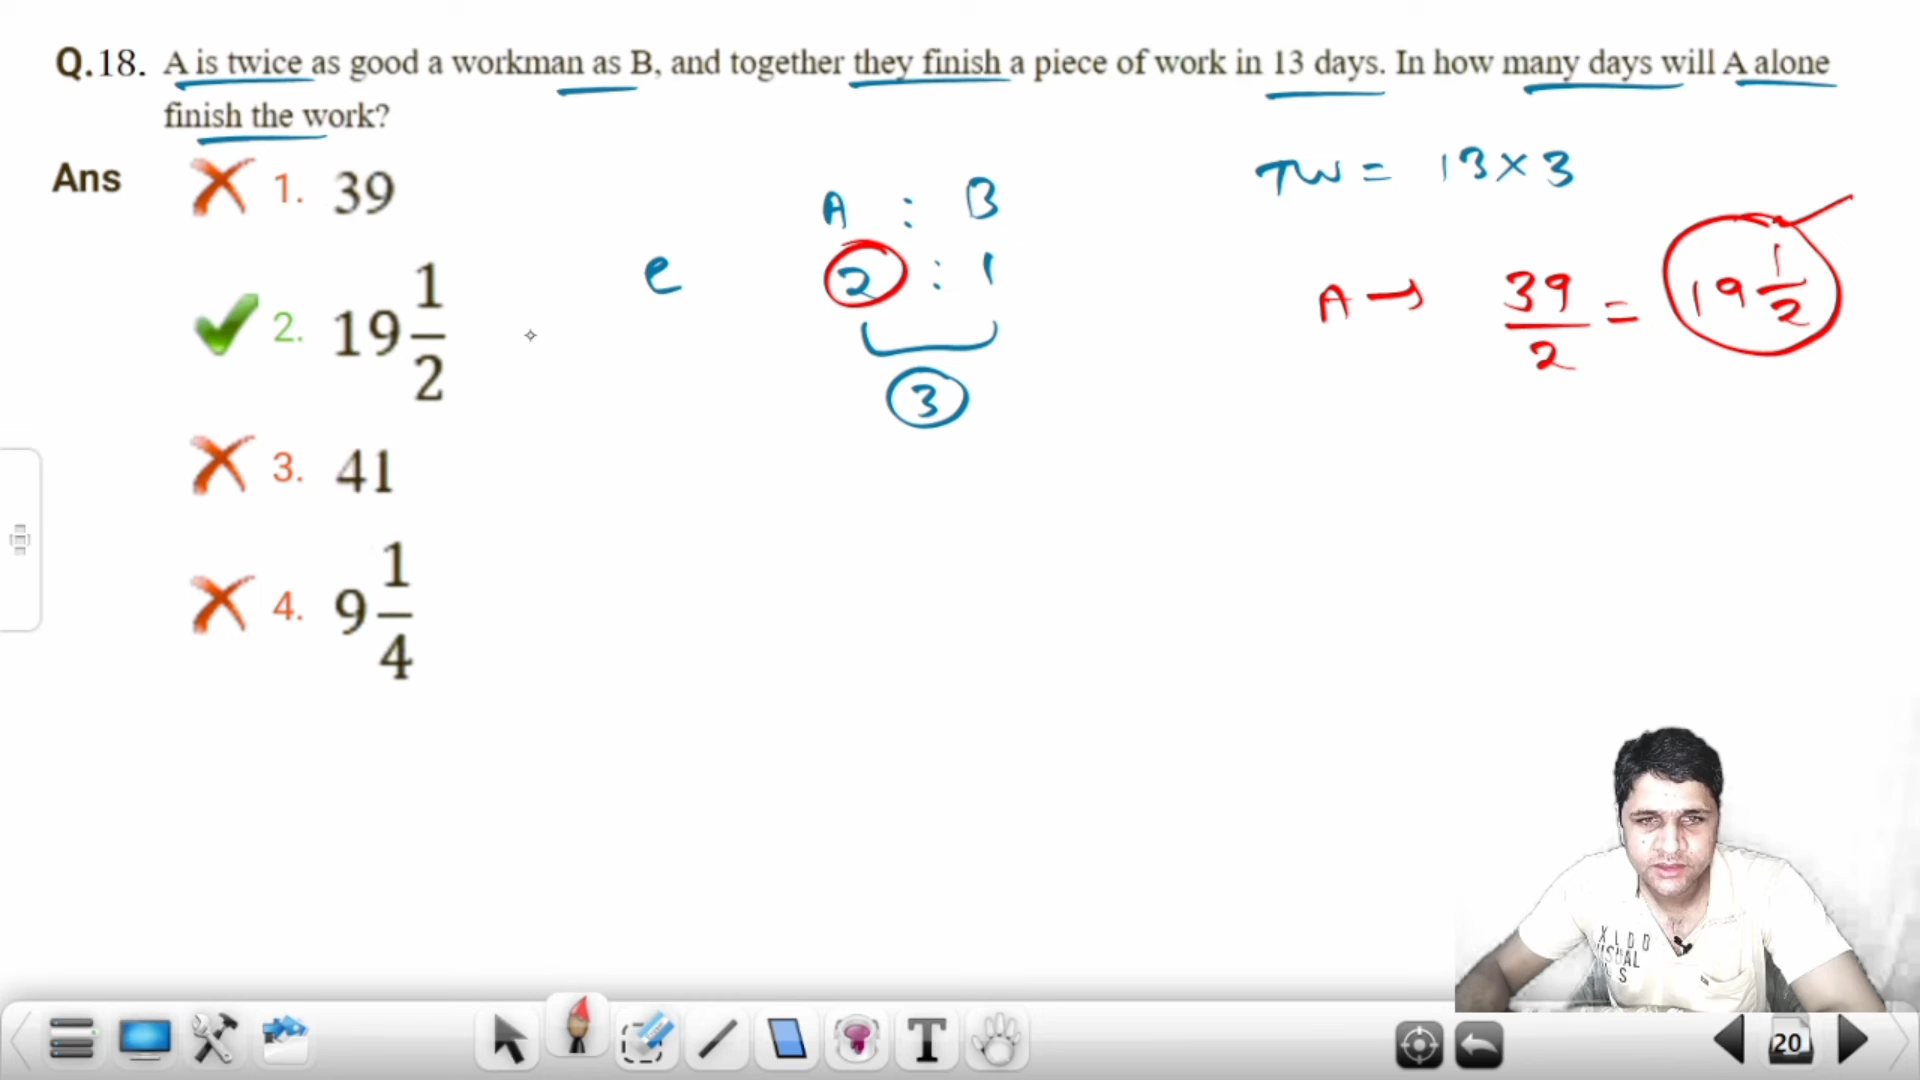 Q.18. A is twice as good a workman as B, and together they finish a piece of work in 13 days. In how many days will A alone
finish the work?
Ans
1. 39
2. 19 1/2
3. 41
4. 9 1/4
A : B
e 2 : 1
3
TW = 13 × 3
A → 39/2 = 19 1/2
XLDD
USUAL
S
T
20